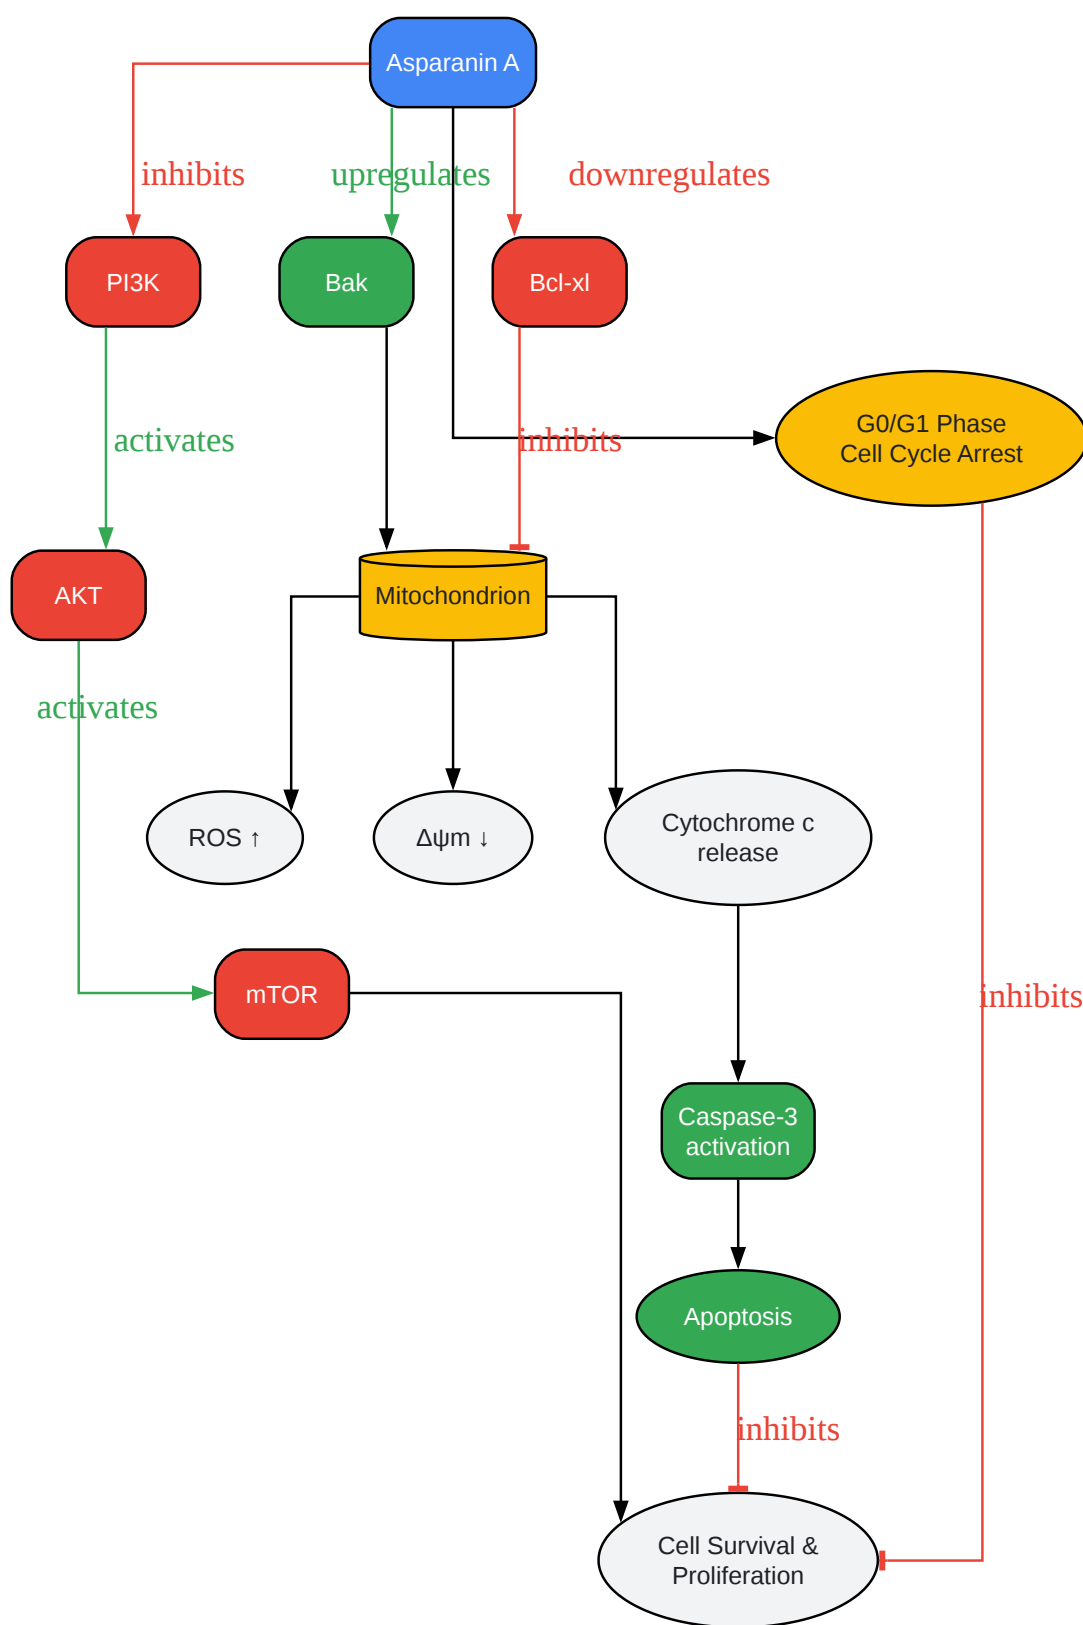 Asparanin A
inhibits
upregulates
downregulates
PI3K
Bak
Bcl-xl
G0/G1 Phase
Cell Cycle Arrest
activates
inhibits
AKT
Mitochondrion
activates
ROS ↑
Δψm ↓
Cytochrome c
release
mTOR
inhibits
Caspase-3
activation
Apoptosis
inhibits
Cell Survival &
Proliferation